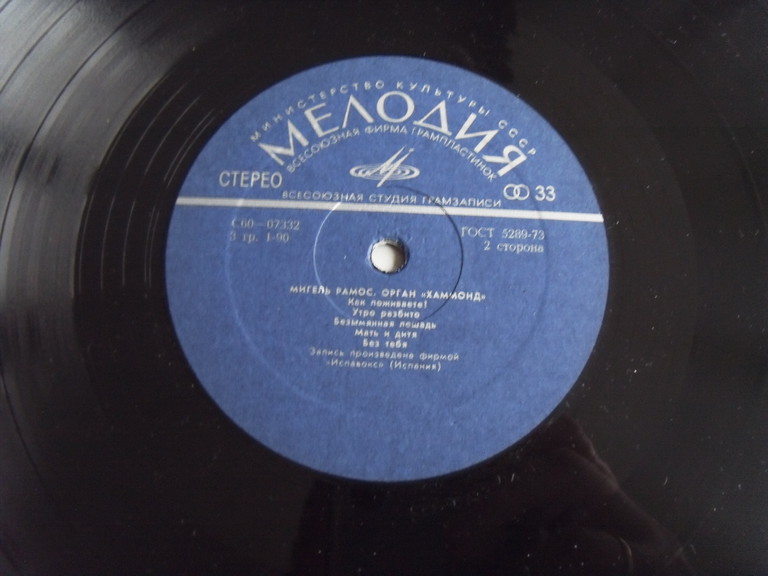 МИНИСТЕРСТВО КУЛЬТУРЫ СССР
МЕЛОДИЯ
ВСЕСОЮЗНАЯ ФИРМА ГРАМПЛАСТИНОК
СТЕРЕО
33
ВСЕСОЮЗНАЯ СТУДИЯ ГРАМЗАПИСИ
С60—07332
ГОСТ 5289-73
3 гр. 1-90
2 сторона
МИГЕЛЬ РАМОС, ОРГАН «ХАММОНД»
Как поживаете!
Утро разбито
Безымянная лошадь
Мать и дитя
Без тебя
Запись произведена фирмой
«Испавокс» (Испания)